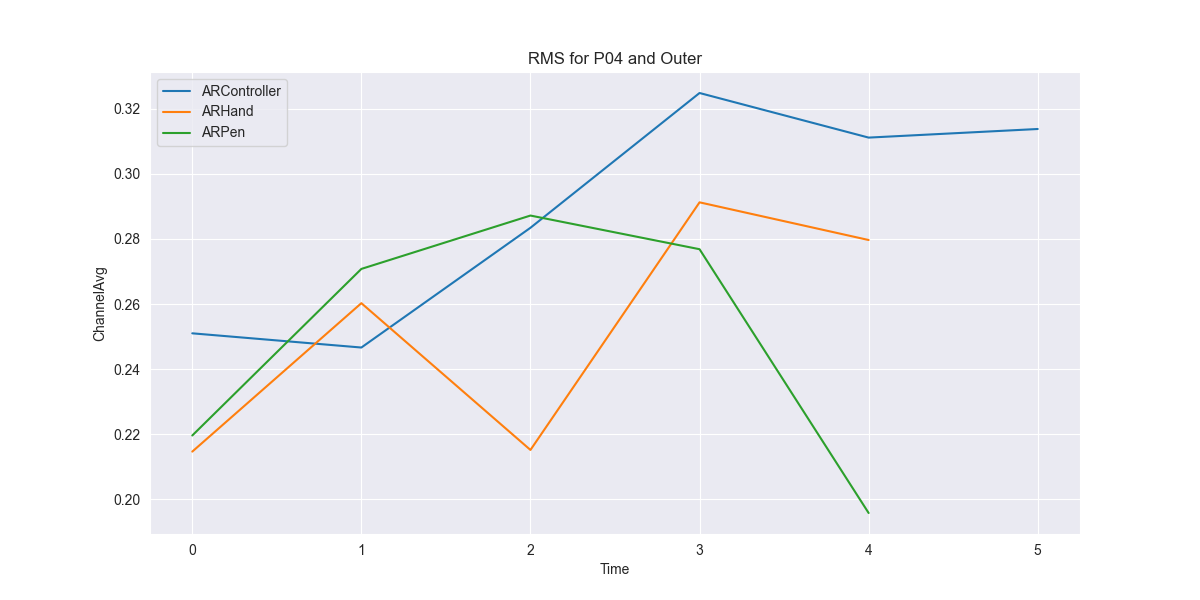 RMS for P04 and Outer
ARController
ARHand
ARPen
0.32
0.30
0.28
0.26
0.24
0.22
0.20
ChannelAvg
0 1 2 3 4 5
Time